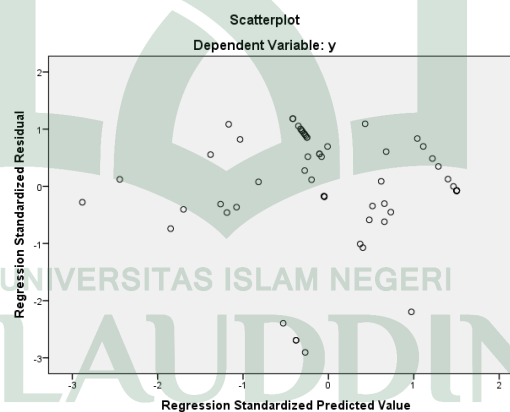 Scatterplot
Dependent Variable: y
Regression Standardized Residual
2
1
0
-1
-2
-3
-3
-2
-1
0
1
2
Regression Standardized Predicted Value
UNIVERSITAS ISLAM NEGERI
LAUDDIN